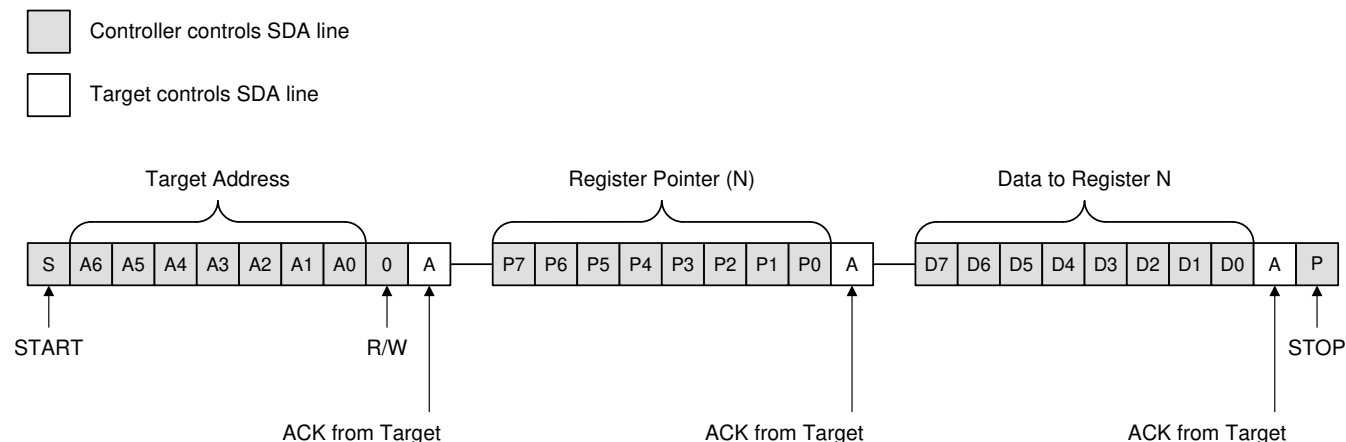 Controller controls SDA line
Target controls SDA line
Target Address Register Pointer (N) Data to Register N
S A6 A5 A4 A3 A2 A1 A0 0 A P7 P6 P5 P4 P3 P2 P1 P0 A D7 D6 D5 D4 D3 D2 D1 D0 A P
START R/W STOP
ACK from Target ACK from Target ACK from Target